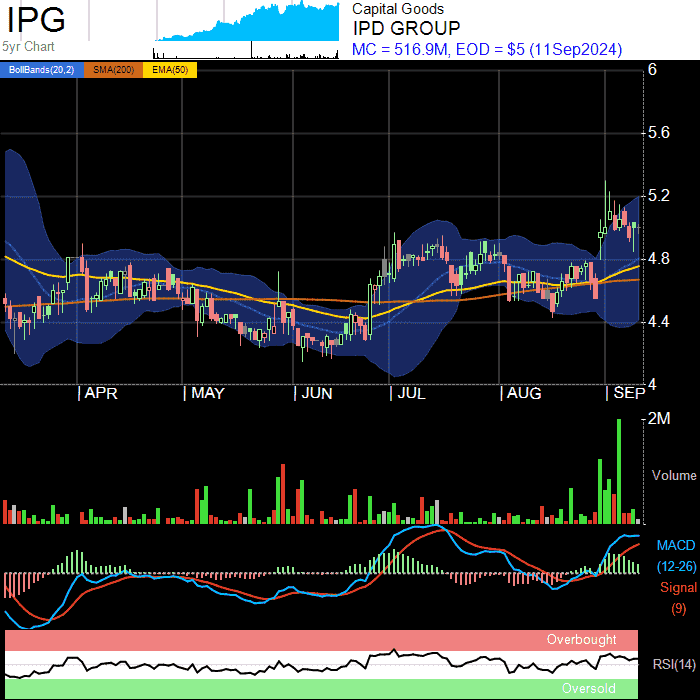 IPG
5yr Chart
Capital Goods
IPD GROUP
MC = 516.9M, EOD = $5 (11Sep2024)
BollBands(20,2) SMA(200) EMA(50)
6
5.6
5.2
4.8
4.4
4
APR MAY JUN JUL AUG SEP
2M
Volume
MACD
(12-26)
Signal
(9)
Overbought
RSI(14)
Oversold